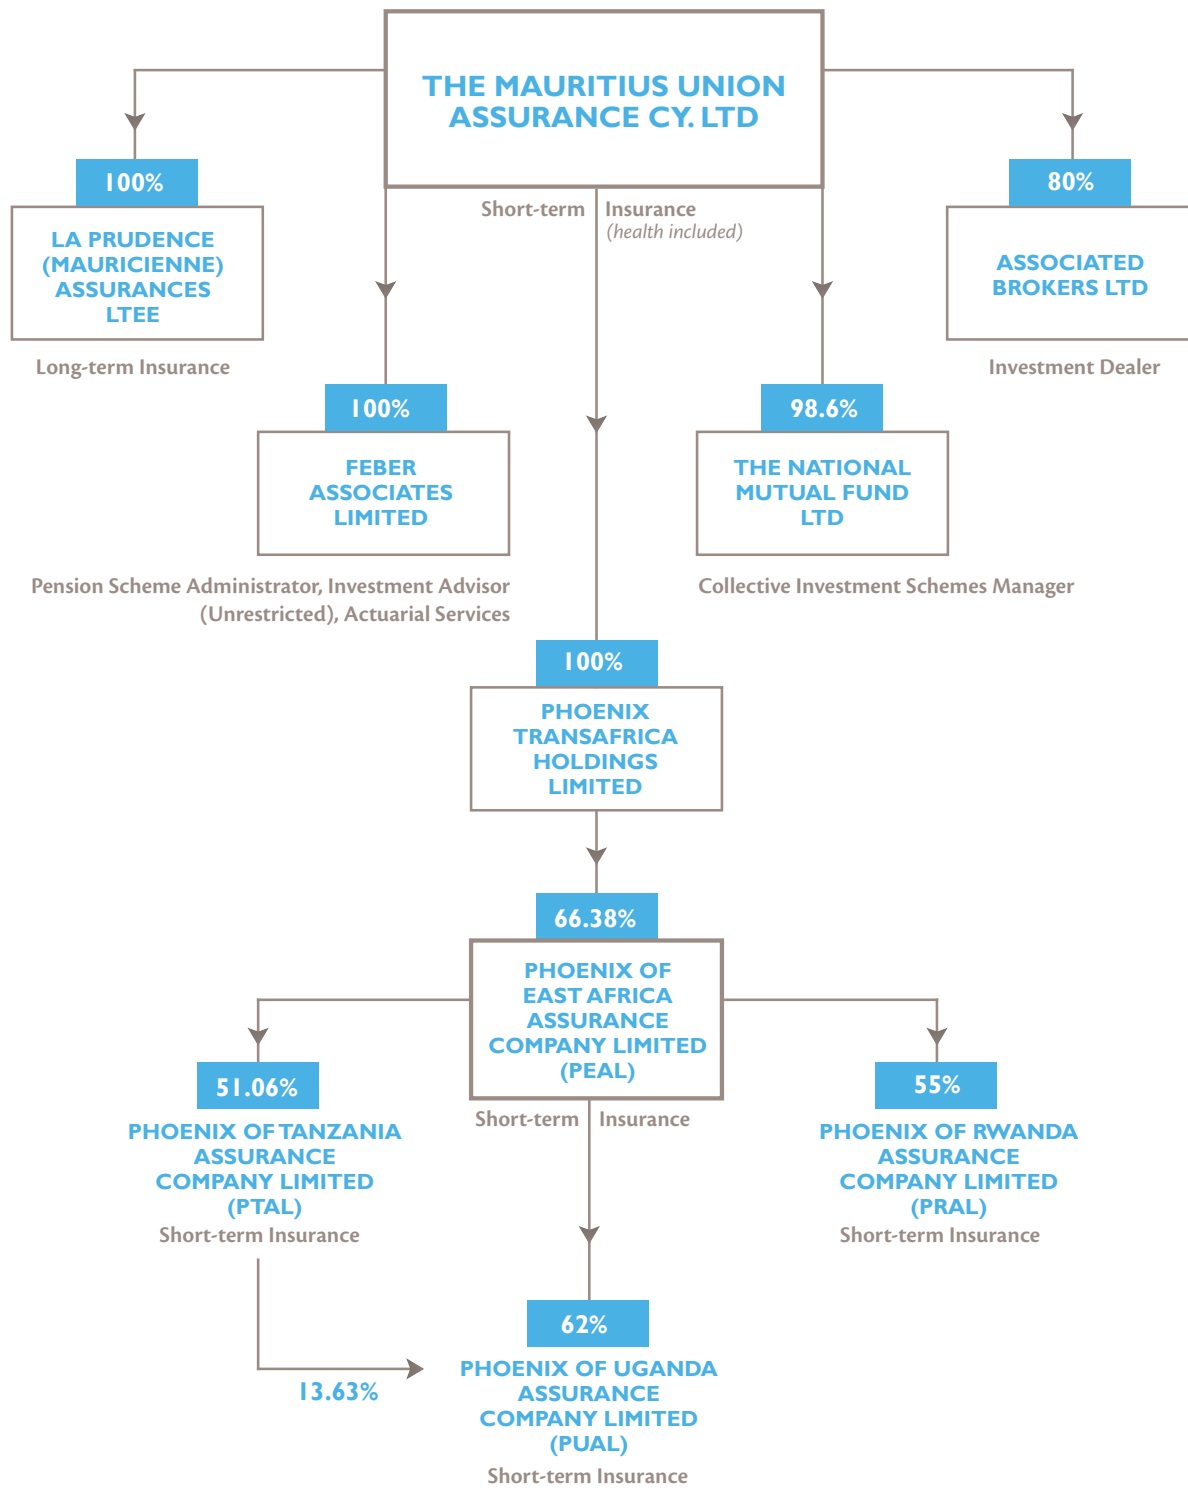 THE MAURITIUS UNION
ASSURANCE CY. LTD
100%
LA PRUDENCE
(MAURICIENNE)
ASSURANCES
LTEE
Long-term Insurance
Short-term Insurance
(health included)
80%
ASSOCIATED
BROKERS LTD
Investment Dealer
100%
FEBER
ASSOCIATES
LIMITED
Pension Scheme Administrator, Investment Advisor
(Unrestricted), Actuarial Services
98.6%
THE NATIONAL
MUTUAL FUND
LTD
Collective Investment Schemes Manager
100%
PHOENIX
TRANSAFRICA
HOLDINGS
LIMITED
66.38%
PHOENIX OF
EAST AFRICA
ASSURANCE
COMPANY LIMITED
(PEAL)
Short-term Insurance
51.06%
PHOENIX OF TANZANIA
ASSURANCE
COMPANY LIMITED
(PTAL)
Short-term Insurance
55%
PHOENIX OF RWANDA
ASSURANCE
COMPANY LIMITED
(PRAL)
Short-term Insurance
13.63%
62%
PHOENIX OF UGANDA
ASSURANCE
COMPANY LIMITED
(PUAL)
Short-term Insurance